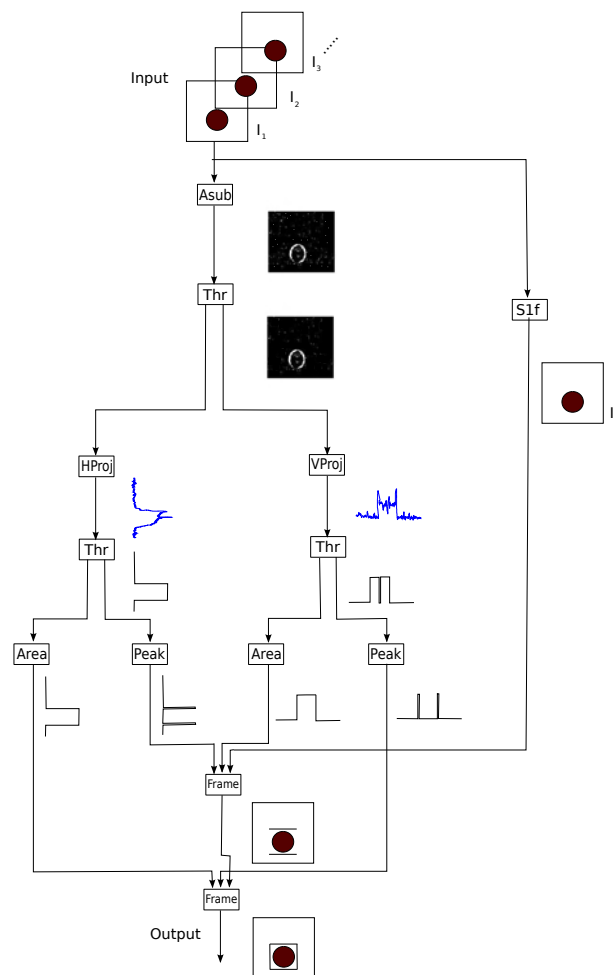 I3
Input
I2
I1
Asub
Thr
S1f
I
HProj
VProj
Thr
Thr
Area
Peak
Area
Peak
Frame
Frame
Output